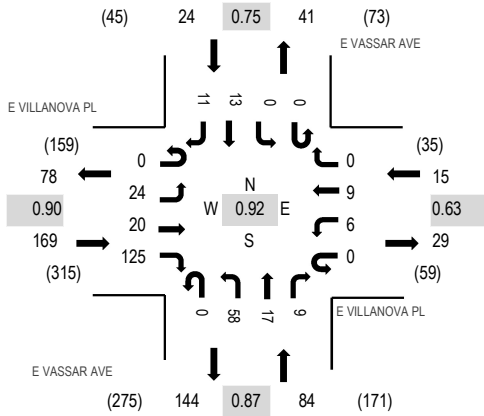 (45) 24 0.75 41 (73)
E VASSAR AVE
E VILLANOVA PL
11 13 0 0
(159) 0 0 (35)
78 24 N 9 15
0.90 20 W 0.92 E 6 0.63
169 125 S 0 29
(315) (59)
0 58 17 9
E VILLANOVA PL
E VASSAR AVE
(275) 144 0.87 84 (171)